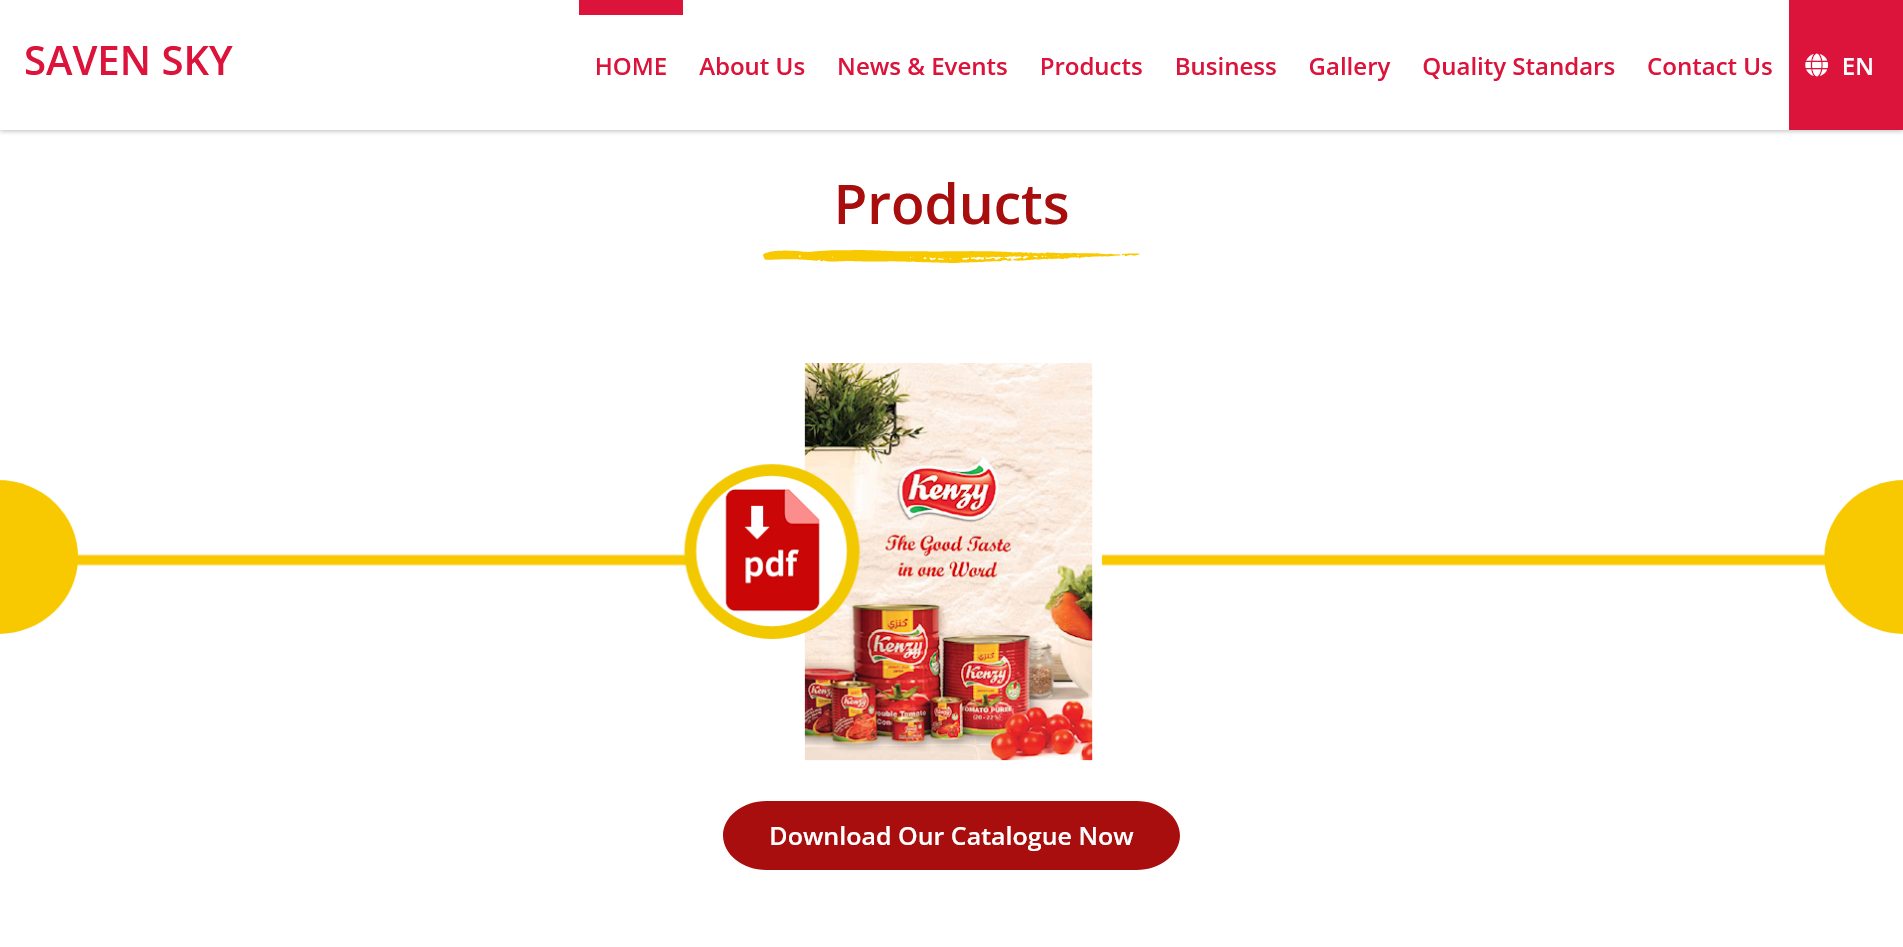 SAVEN SKY
HOME
About Us
News & Events
Products
Business
Gallery
Quality Standars
Contact Us
EN
Products
pdf
Kenzy
The Good Taste
in one Word
كنزي
Kenzy
كنزي
Kenzy
Kenzy
Kenzy
Double Tomato
TOMATO PUREE
(20-22%)
Download Our Catalogue Now